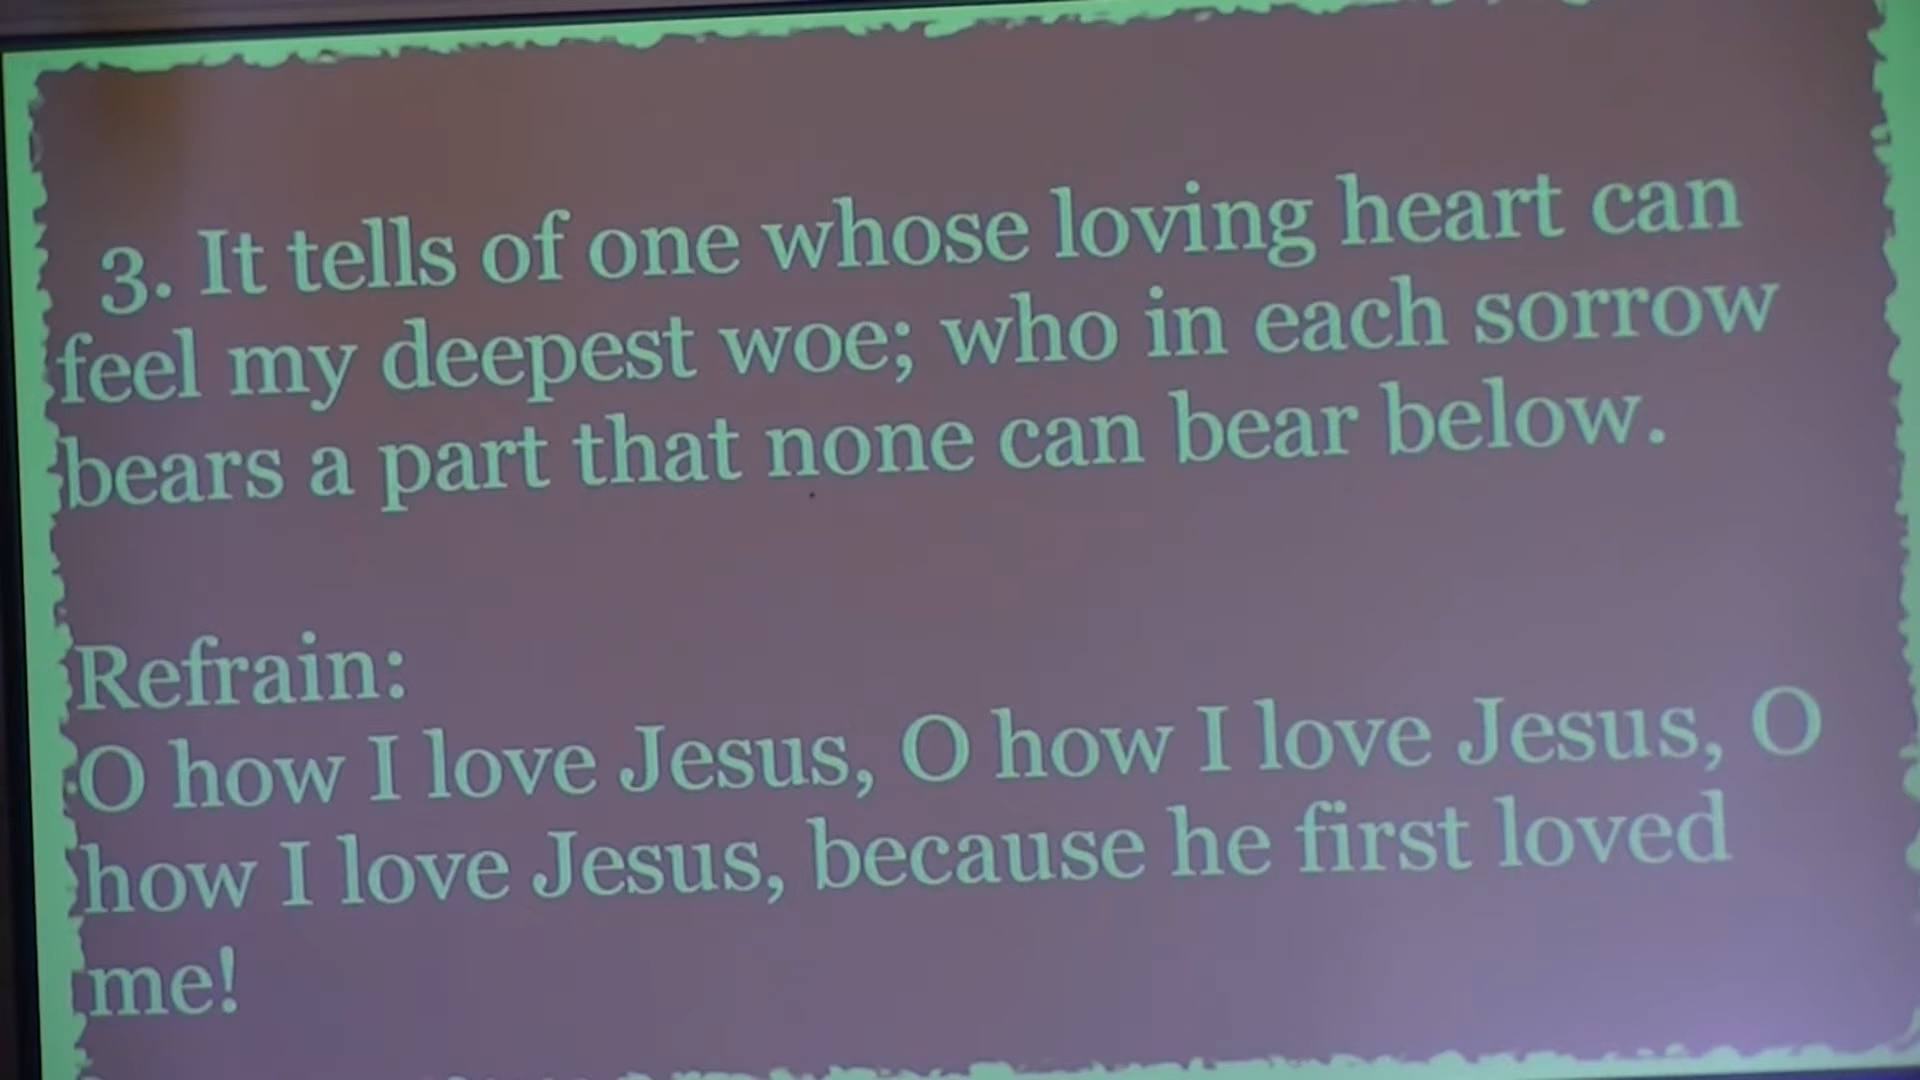 3. It tells of one whose loving heart can
feel my deepest woe; who in each sorrow
bears a part that none can bear below.
Refrain:
O how I love Jesus, O how I love Jesus, O
how I love Jesus, because he first loved
me!